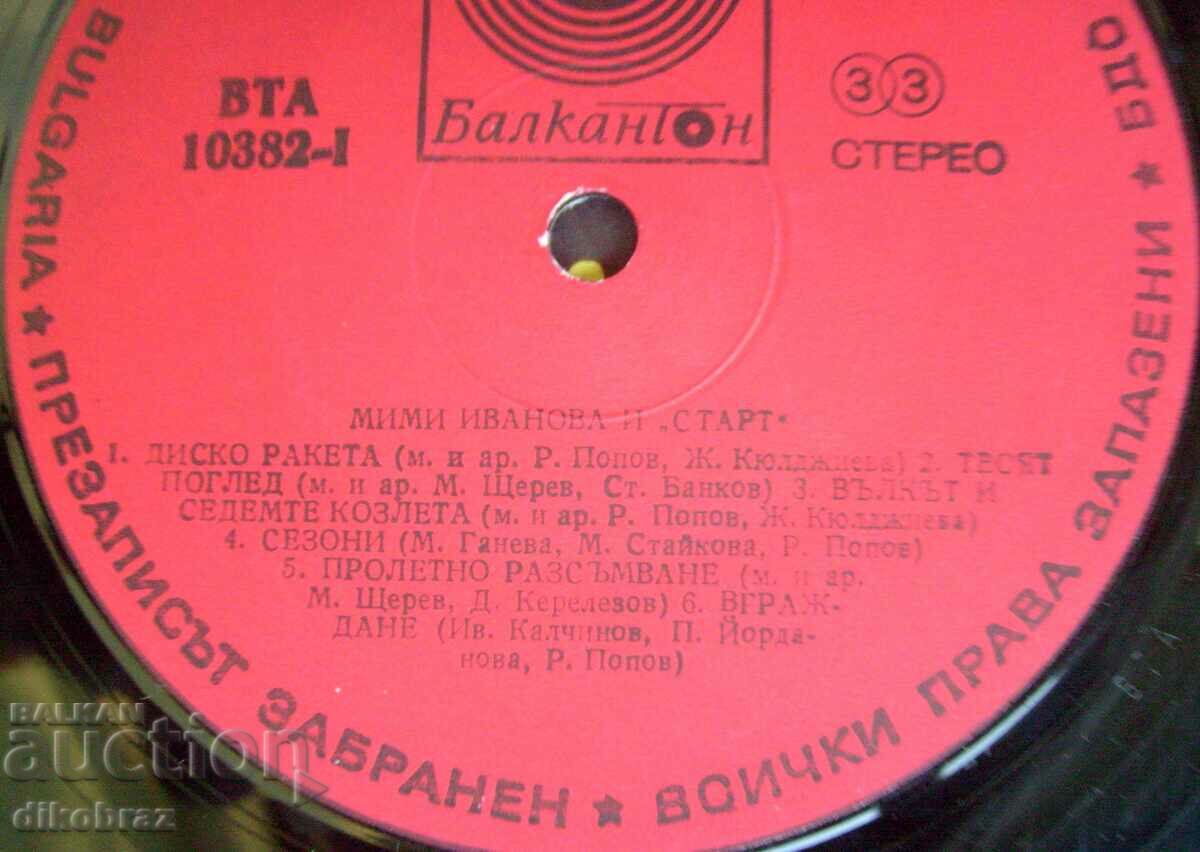 ВТА
10382-I
Балкантон
33
СТЕРЕО
МИМИ ИВАНОВА И „СТАРТ“
1. ДИСКО РАКЕТА (м. и ар. Р. Попов, Ж. Кюлджиева) 2. ТВОЯТ
ПОГЛЕД (м. и ар. М. Щерев, Ст. Банков) 3. ВЪЛКЪТ И
СЕДЕМТЕ КОЗЛЕТА (м. и ар. Р. Попов, Ж. Кюлджиева)
4. СЕЗОНИ (М. Ганева, М. Стайкова, Р. Попов)
5. ПРОЛЕТНО РАЗСЪМВАНЕ (м. и ар.
М. Щерев, Д. Керелезов) 6. ВГРАЖ-
ДАНЕ (Ив. Калчинов, П. Йорда-
нова, Р. Попов)
BULGARIA ★ ПРЕЗАПИСЪТ ЗАБРАНЕН ★ ВСИЧКИ ПРАВА ЗАПАЗЕНИ ★ ВДО
ВТА
BALKAN
auction
dikobraz